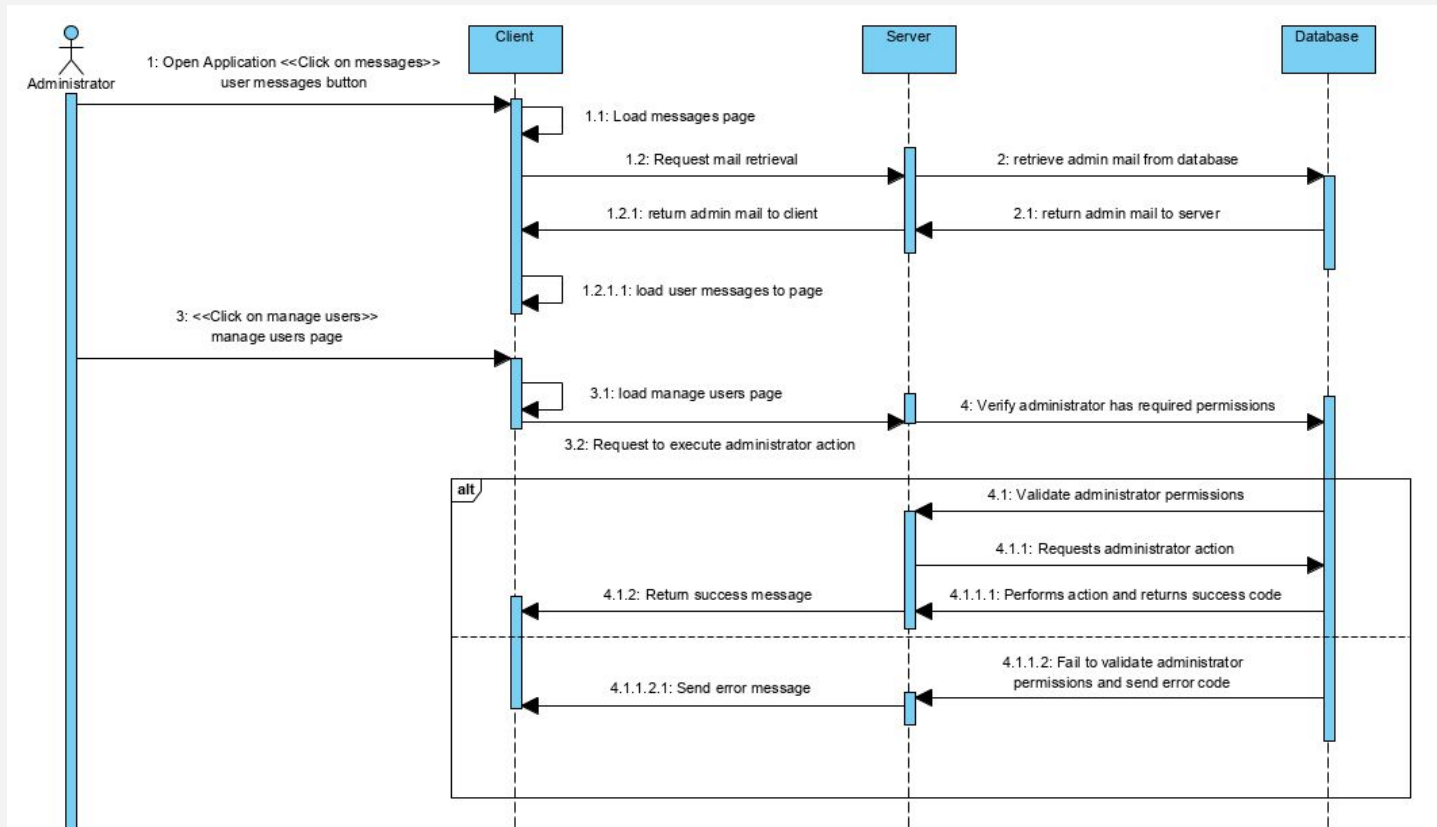 Client
Server
Database
Administrator
1: Open Application <<Click on messages>>
user messages button
1.1: Load messages page
1.2: Request mail retrieval
2: retrieve admin mail from database
1.2.1: return admin mail to client
2.1: return admin mail to server
1.2.1.1: load user messages to page
3: <<Click on manage users>>
manage users page
3.1: load manage users page
4: Verify administrator has required permissions
3.2: Request to execute administrator action
alt
4.1: Validate administrator permissions
4.1.1: Requests administrator action
4.1.2: Return success message
4.1.1.1: Performs action and returns success code
4.1.1.2: Fail to validate administrator
permissions and send error code
4.1.1.2.1: Send error message